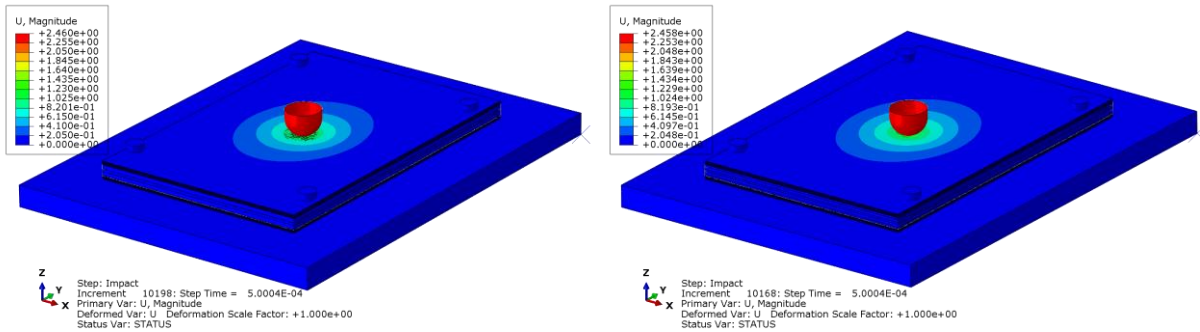 U, Magnitude
+2.460e+00
+2.255e+00
+2.050e+00
+1.845e+00
+1.640e+00
+1.435e+00
+1.230e+00
+1.025e+00
+8.201e-01
+6.150e-01
+4.100e-01
+2.050e-01
+0.000e+00
Z
Y
X
Step: Impact
Increment 10198: Step Time = 5.0004E-04
Primary Var: U, Magnitude
Deformed Var: U Deformation Scale Factor: +1.000e+00
Status Var: STATUS
U, Magnitude
+2.458e+00
+2.253e+00
+2.048e+00
+1.843e+00
+1.639e+00
+1.434e+00
+1.229e+00
+1.024e+00
+8.193e-01
+6.145e-01
+4.097e-01
+2.048e-01
+0.000e+00
Z
Y
X
Step: Impact
Increment 10168: Step Time = 5.0004E-04
Primary Var: U, Magnitude
Deformed Var: U Deformation Scale Factor: +1.000e+00
Status Var: STATUS